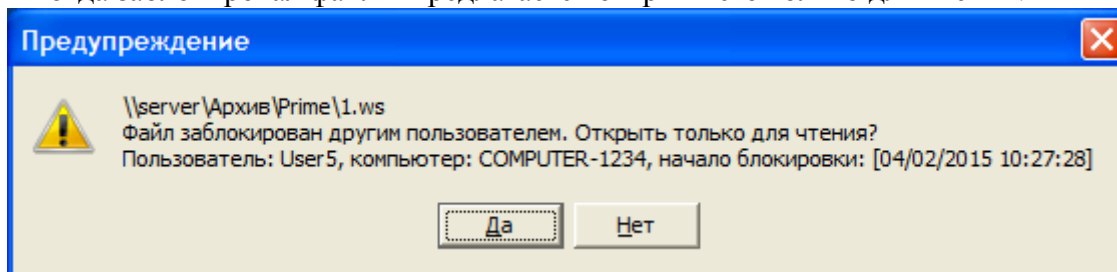 Предупреждение
\\server\Архив\Prime\1.ws
Файл заблокирован другим пользователем. Открыть только для чтения?
Пользователь: User5, компьютер: COMPUTER-1234, начало блокировки: [04/02/2015 10:27:28]
Да Нет